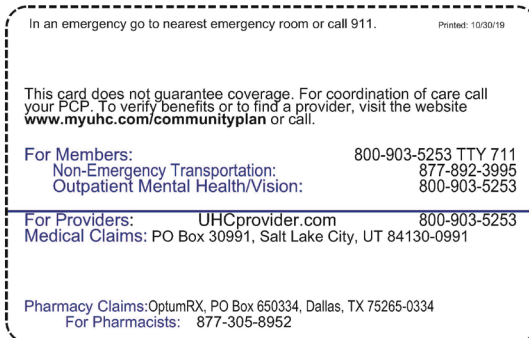 In an emergency go to nearest emergency room or call 911. Printed: 10/30/19
This card does not guarantee coverage. For coordination of care call
your PCP. To verify benefits or to find a provider, visit the website
www.myuhc.com/communityplan or call.
For Members: 800-903-5253 TTY 711
Non-Emergency Transportation: 877-892-3995
Outpatient Mental Health/Vision: 800-903-5253
For Providers: UHCprovider.com 800-903-5253
Medical Claims: PO Box 30991, Salt Lake City, UT 84130-0991
Pharmacy Claims:OptumRX, PO Box 650334, Dallas, TX 75265-0334
For Pharmacists: 877-305-8952